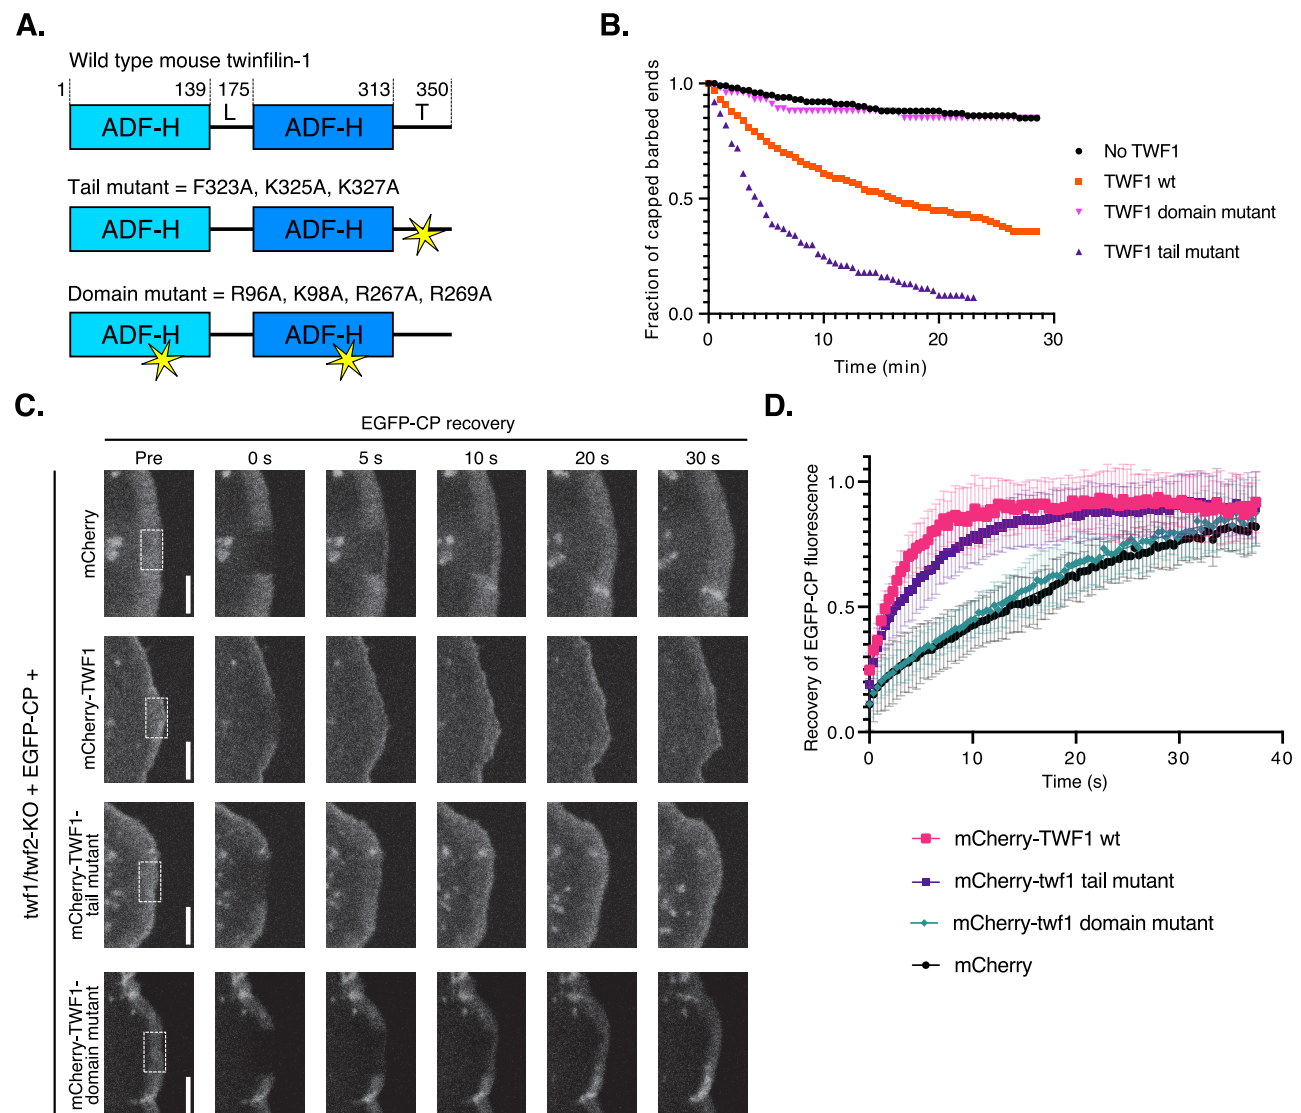 A.
Wild type mouse twinfilin-1
1 139 175 313 350
L T
ADF-H ADF-H
Tail mutant = F323A, K325A, K327A
ADF-H ADF-H
Domain mutant = R96A, K98A, R267A, R269A
ADF-H ADF-H
B.
Fraction of capped barbed ends
1.0
0.5
0.0
0 10 20 30
Time (min)
No TWF1
TWF1 wt
TWF1 domain mutant
TWF1 tail mutant
C.
EGFP-CP recovery
Pre 0 s 5 s 10 s 20 s 30 s
twf1/twf2-KO + EGFP-CP +
mCherry
mCherry-TWF1
mCherry-TWF1-
tail mutant
mCherry-TWF1-
domain mutant
D.
Recovery of EGFP-CP fluorescence
1.0
0.5
0.0
0 10 20 30 40
Time (s)
mCherry-TWF1 wt
mCherry-twf1 tail mutant
mCherry-twf1 domain mutant
mCherry